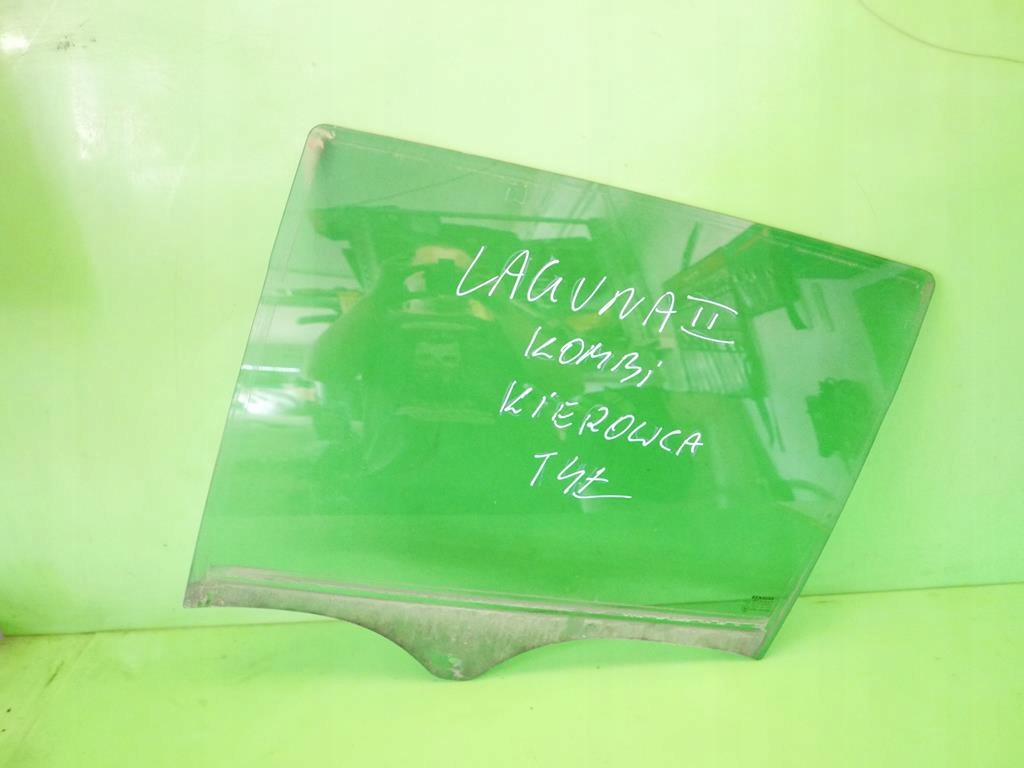 LAGUNA II
KOMBi
KiEROWCA
TYŁ